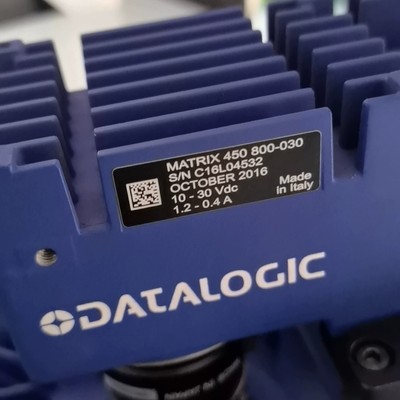 MATRIX 450 800-030
S/N C16L04532
OCTOBER 2016
10 - 30 Vdc
1.2 - 0.4 A
Made
in Italy
DATALOGIC